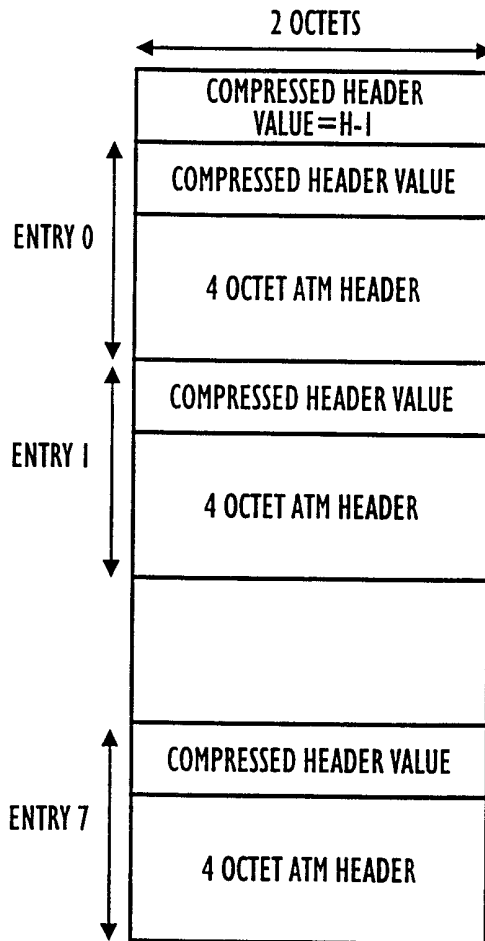 2 OCTETS
COMPRESSED HEADER
VALUE=H-1
COMPRESSED HEADER VALUE
ENTRY 0
4 OCTET ATM HEADER
COMPRESSED HEADER VALUE
ENTRY 1
4 OCTET ATM HEADER
COMPRESSED HEADER VALUE
ENTRY 7
4 OCTET ATM HEADER